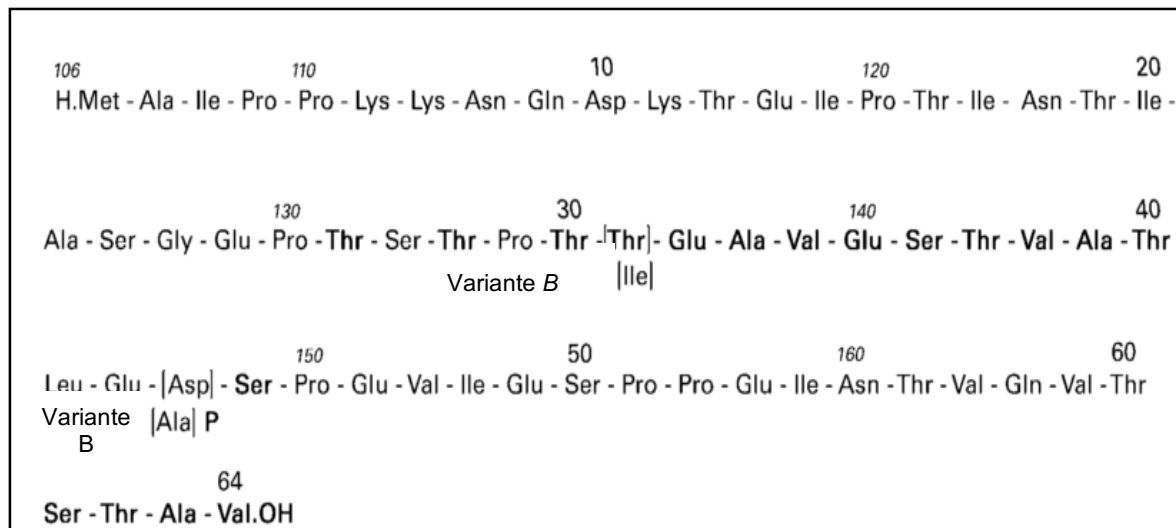 106 110 10 120 20
H.Met - Ala - Ile - Pro - Pro - Lys - Lys - Asn - Gln - Asp - Lys - Thr - Glu - Ile - Pro - Thr - Ile - Asn - Thr - Ile -
130 30 140 40
Ala - Ser - Gly - Glu - Pro - Thr - Ser - Thr - Pro - Thr - [Thr] - Glu - Ala - Val - Glu - Ser - Thr - Val - Ala - Thr
Variante B [Ile]
150 50 160 60
Leu - Glu - [Asp] - Ser - Pro - Glu - Val - Ile - Glu - Ser - Pro - Pro - Glu - Ile - Asn - Thr - Val - Gln - Val - Thr
Variante [Ala] P
B
64
Ser - Thr - Ala - Val.OH